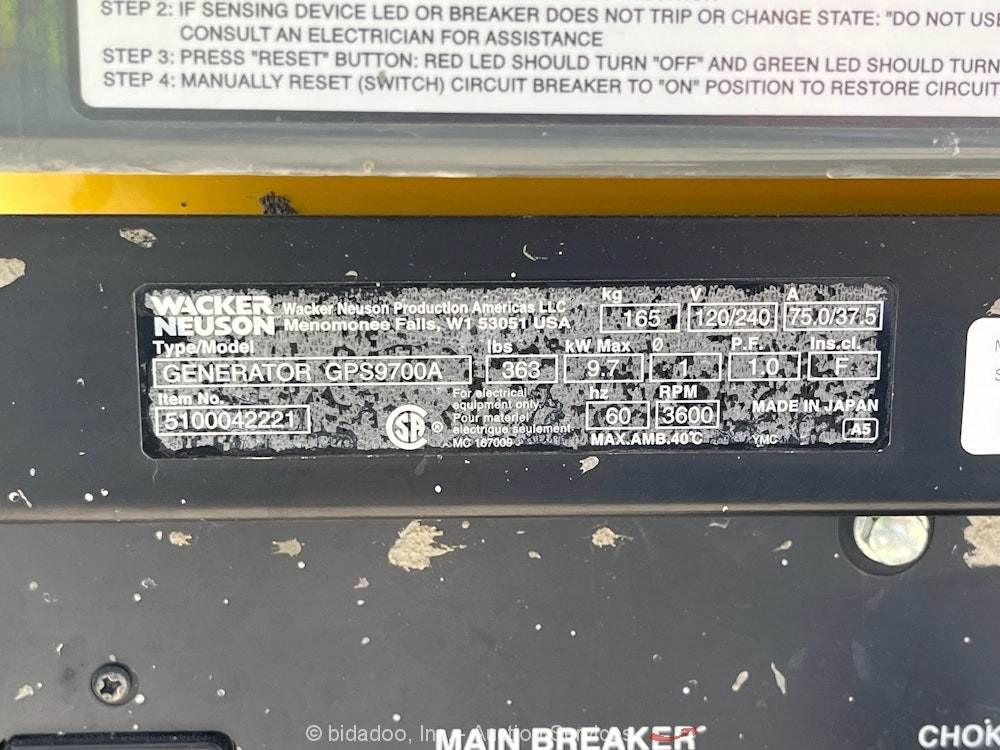 STEP 2: IF SENSING DEVICE LED OR BREAKER DOES NOT TRIP OR CHANGE STATE: "DO NOT USE
CONSULT AN ELECTRICIAN FOR ASSISTANCE
STEP 3: PRESS "RESET" BUTTON: RED LED SHOULD TURN "OFF" AND GREEN LED SHOULD TURN
STEP 4: MANUALLY RESET (SWITCH) CIRCUIT BREAKER TO "ON" POSITION TO RESTORE CIRCUIT
WACKER NEUSON
Wacker Neuson Production Americas LLC
Menomonee Falls, W1 53051 USA
kg V A
165 120/240 75.0/37.5
Type/Model lbs kW Max Ø P.F. Ins.cl.
GENERATOR GPS9700A 363 9.7 1 1.0 F
Item No. hz RPM
5100042221 60 3600
CSA ®
For electrical
equipment only.
Pour materiel
electrique seulement
MC 167009
MADE IN JAPAN
MAX.AMB.40°C YMC A5
MAIN BREAKER
CHOK
© bidadoo, Inc. - Auction Services